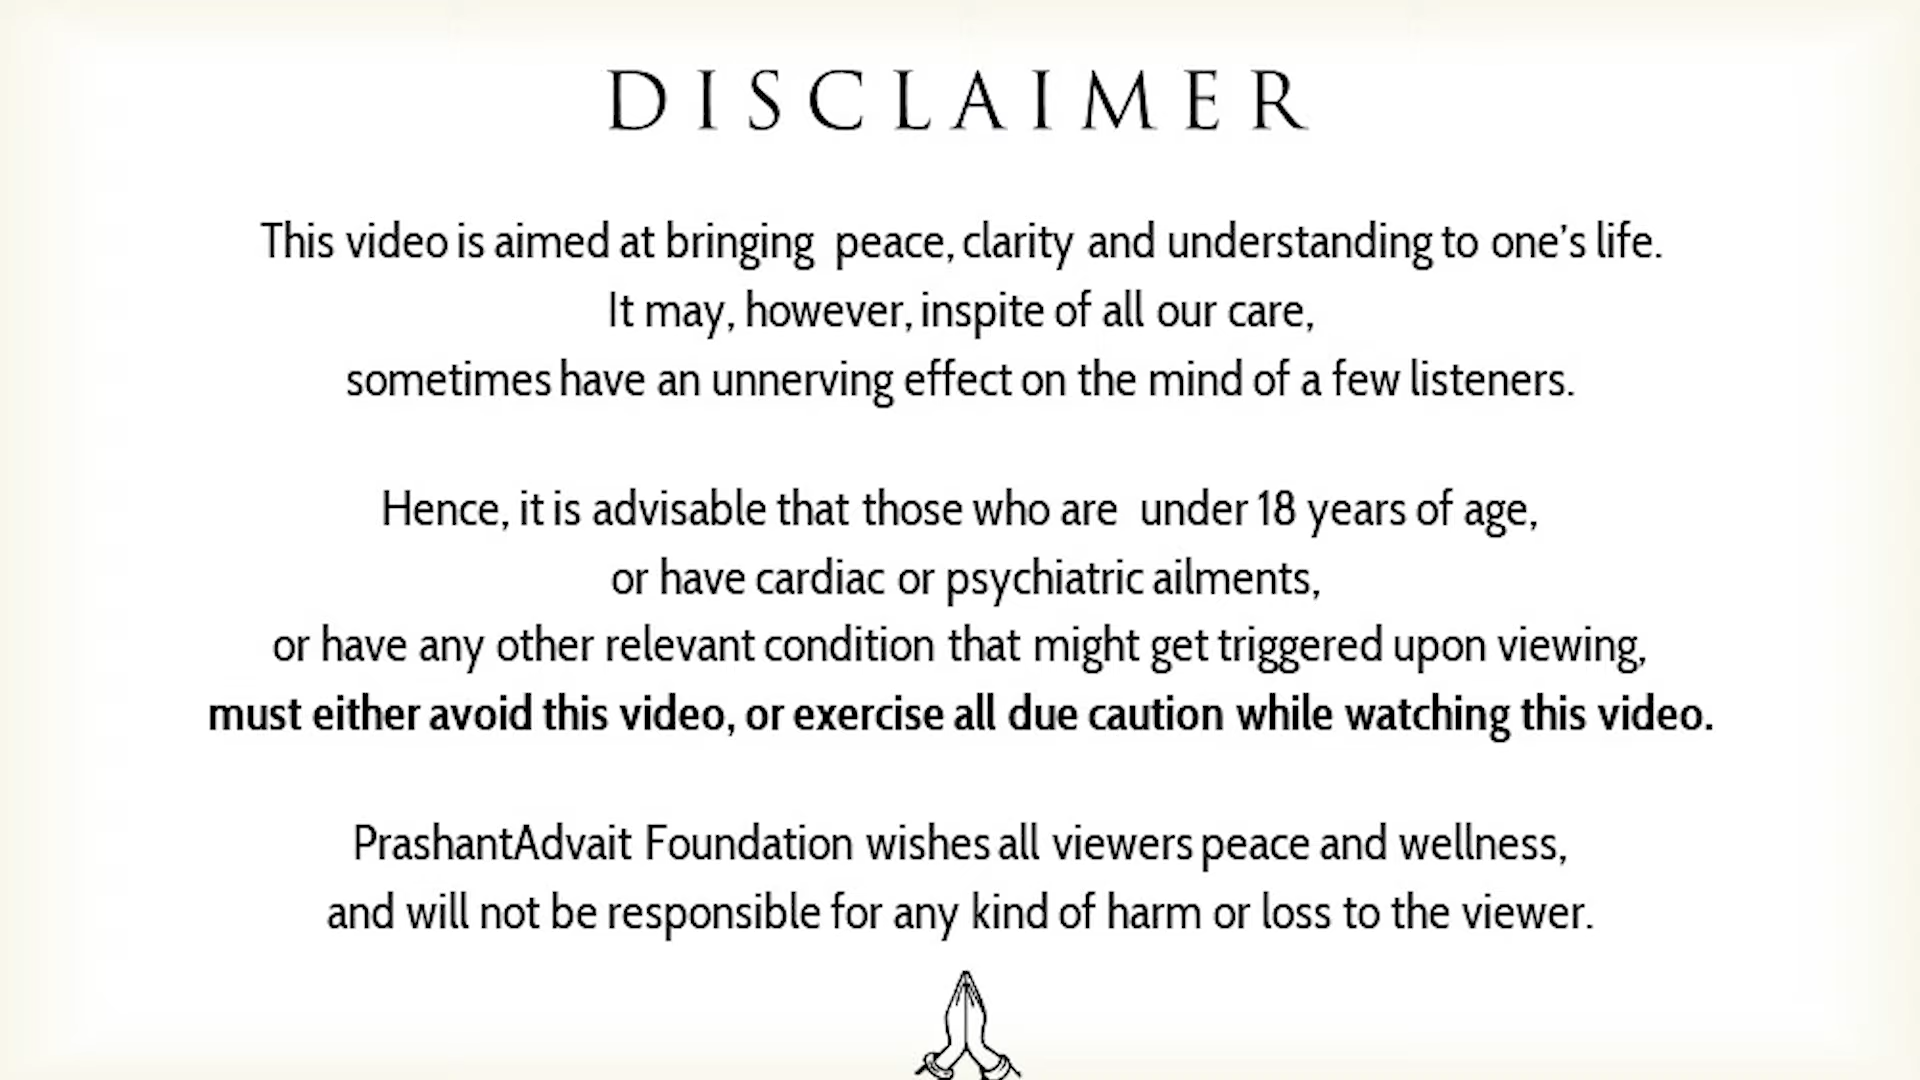 DISCLAIMER
This video is aimed at bringing peace, clarity and understanding to one's life.
It may, however, inspite of all our care,
sometimes have an unnerving effect on the mind of a few listeners.
Hence, it is advisable that those who are under 18 years of age,
or have cardiac or psychiatric ailments,
or have any other relevant condition that might get triggered upon viewing,
must either avoid this video, or exercise all due caution while watching this video.
PrashantAdvait Foundation wishes all viewers peace and wellness,
and will not be responsible for any kind of harm or loss to the viewer.